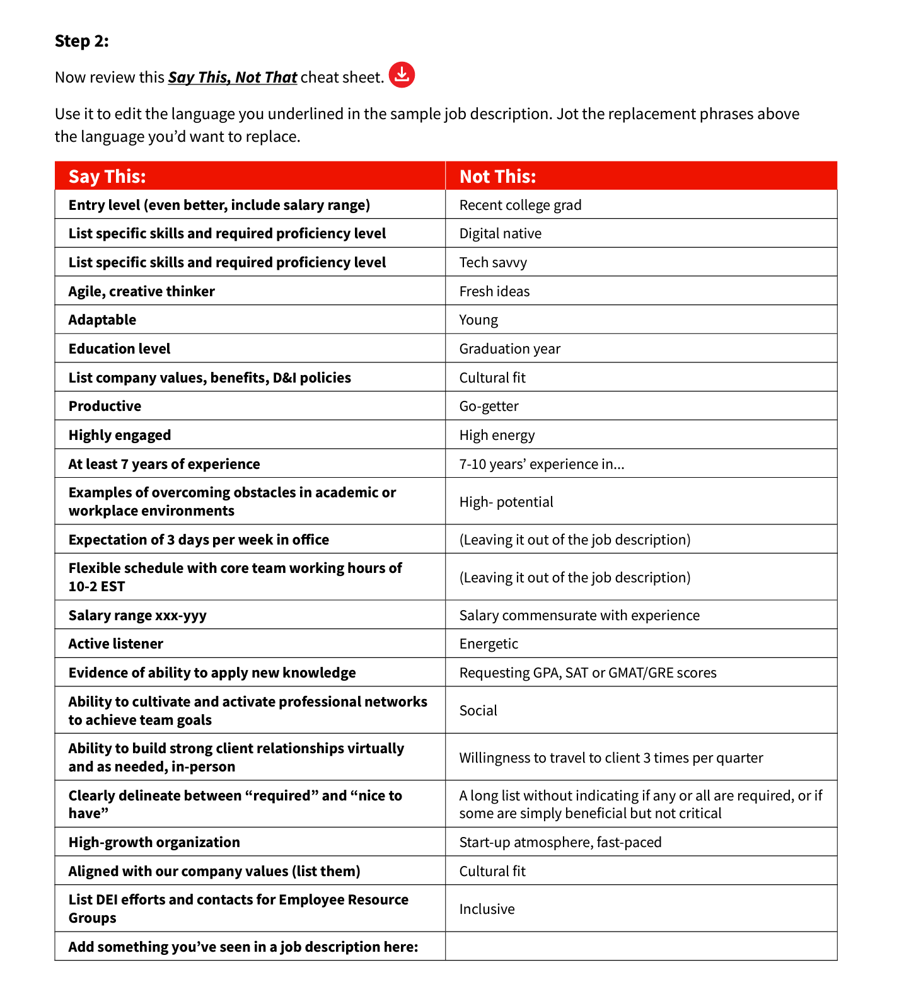 Step 2:
Now review this Say This, Not That cheat sheet.
Use it to edit the language you underlined in the sample job description. Jot the replacement phrases above
the language you’d want to replace.
Say This: Not This:
Entry level (even better, include salary range) Recent college grad
List specific skills and required proficiency level Digital native
List specific skills and required proficiency level Tech savvy
Agile, creative thinker Fresh ideas
Adaptable Young
Education level Graduation year
List company values, benefits, D&I policies Cultural fit
Productive Go-getter
Highly engaged High energy
At least 7 years of experience 7-10 years’ experience in...
Examples of overcoming obstacles in academic or
workplace environments
High- potential
Expectation of 3 days per week in office (Leaving it out of the job description)
Flexible schedule with core team working hours of
10-2 EST
(Leaving it out of the job description)
Salary range xxx-yyy Salary commensurate with experience
Active listener Energetic
Evidence of ability to apply new knowledge Requesting GPA, SAT or GMAT/GRE scores
Ability to cultivate and activate professional networks
to achieve team goals
Social
Ability to build strong client relationships virtually
and as needed, in-person
Willingness to travel to client 3 times per quarter
Clearly delineate between “required” and “nice to
have”
A long list without indicating if any or all are required, or if
some are simply beneficial but not critical
High-growth organization Start-up atmosphere, fast-paced
Aligned with our company values (list them) Cultural fit
List DEI efforts and contacts for Employee Resource
Groups
Inclusive
Add something you’ve seen in a job description here: